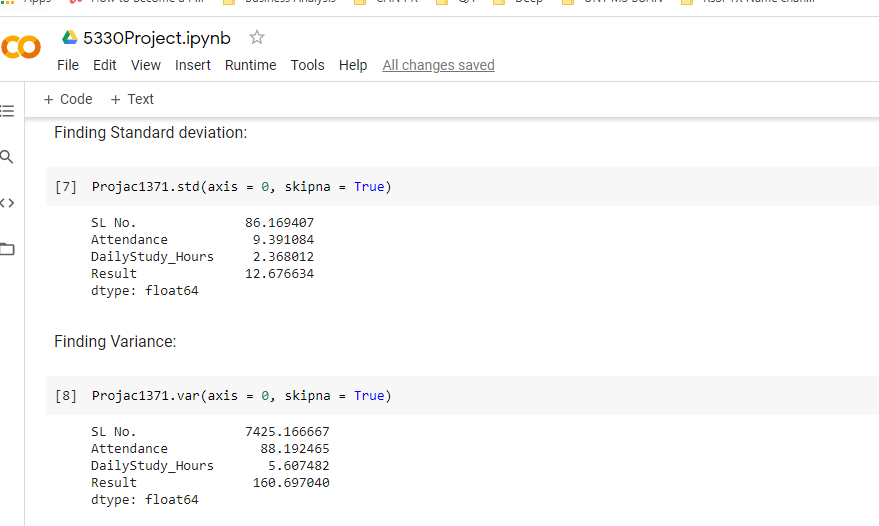 Apps
5330Project.ipynb
File Edit View Insert Runtime Tools Help All changes saved
+ Code + Text
Finding Standard deviation:
[7] Projac1371.std(axis = 0, skipna = True)
SL No. 86.169407
Attendance 9.391084
DailyStudy_Hours 2.368012
Result 12.676634
dtype: float64
Finding Variance:
[8] Projac1371.var(axis = 0, skipna = True)
SL No. 7425.166667
Attendance 88.192465
DailyStudy_Hours 5.607482
Result 160.697040
dtype: float64